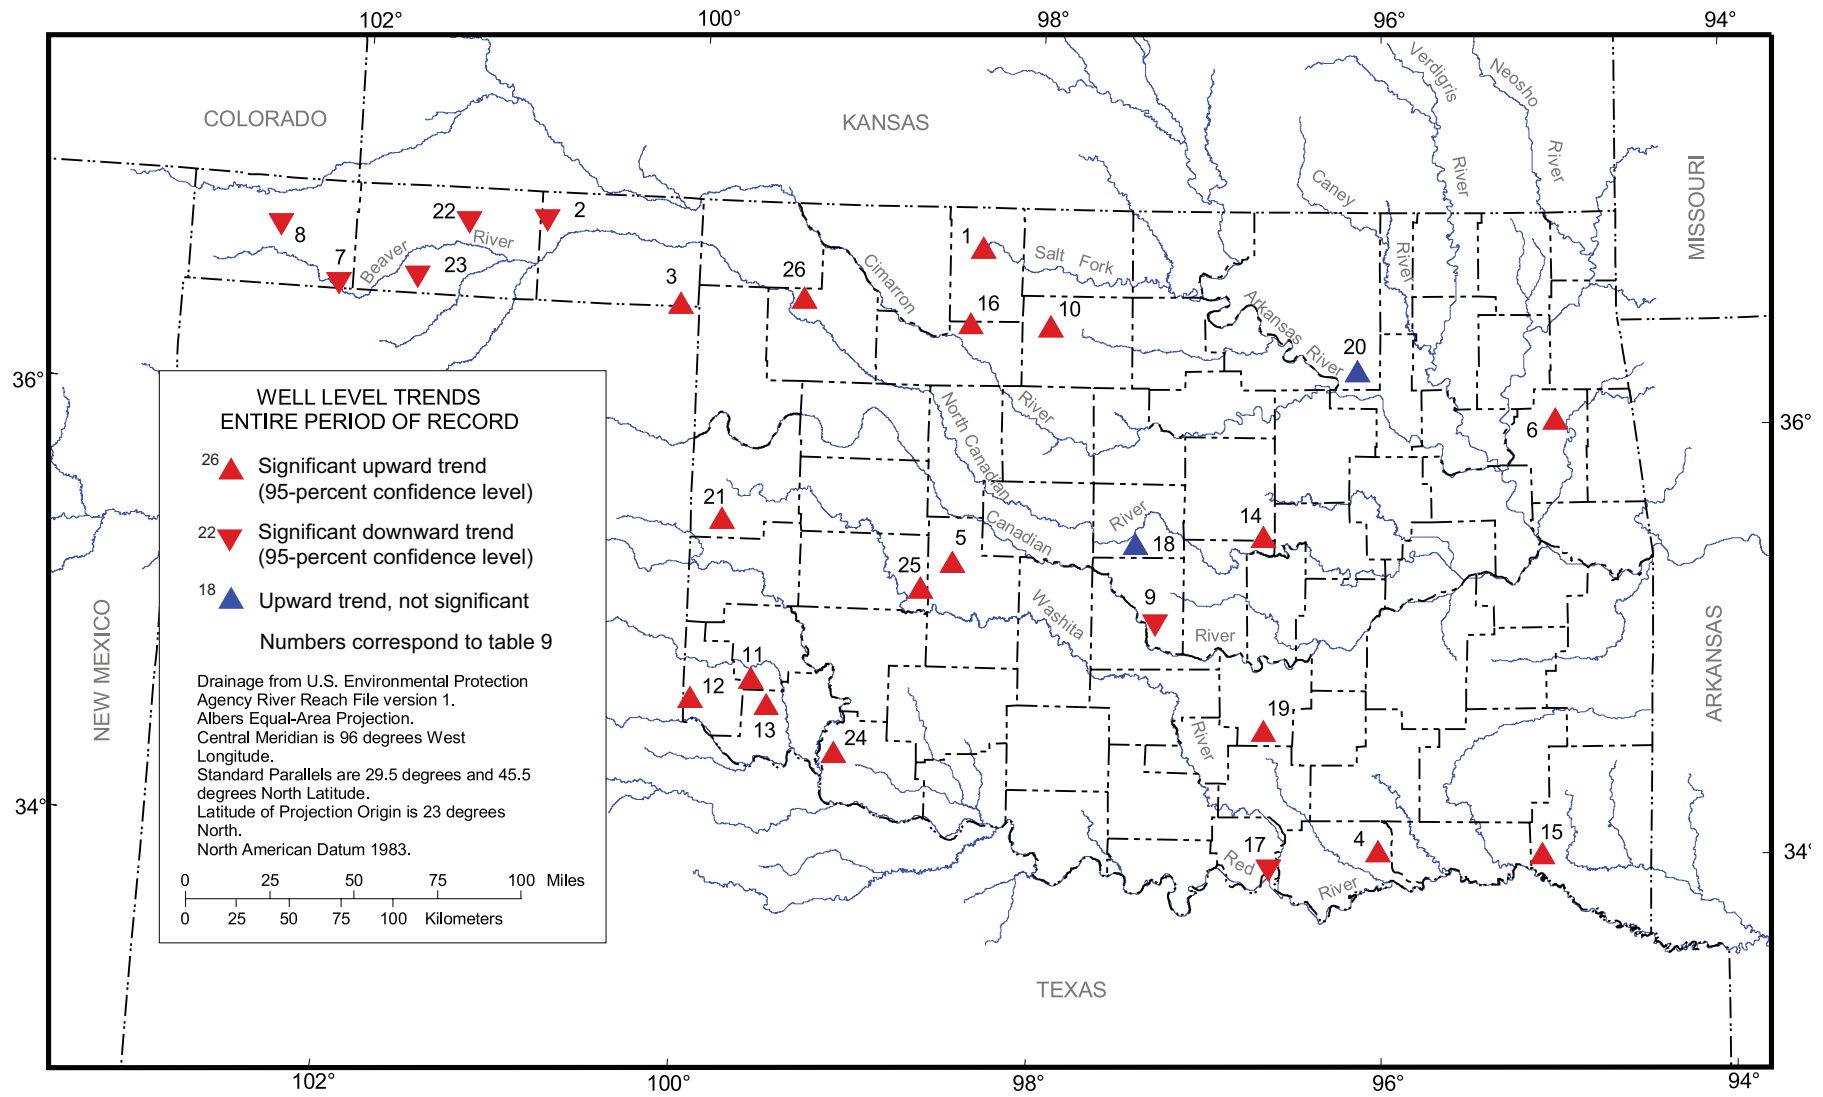 102°
100°
98°
96°
94°
COLORADO
KANSAS
MISSOURI
Verdigris
River
Neosho
River
Caney
River
8
7
22
2
23
Beaver
River
3
26
Cimarron
River
1
Salt Fork
16
10
Arkansas River
20
6
36°
36°
North Canadian
River
21
5
Canadian
River
25
18
14
9
Washita
River
11
12
13
24
19
17
Red
River
4
15
34°
34°
NEW MEXICO
ARKANSAS
TEXAS
WELL LEVEL TRENDS
ENTIRE PERIOD OF RECORD
26 Significant upward trend
(95-percent confidence level)
22 Significant downward trend
(95-percent confidence level)
18 Upward trend, not significant
Numbers correspond to table 9
Drainage from U.S. Environmental Protection
Agency River Reach File version 1.
Albers Equal-Area Projection.
Central Meridian is 96 degrees West
Longitude.
Standard Parallels are 29.5 degrees and 45.5
degrees North Latitude.
Latitude of Projection Origin is 23 degrees
North.
North American Datum 1983.
0 25 50 75 100 Miles
0 25 50 75 100 Kilometers
102°
100°
98°
96°
94°